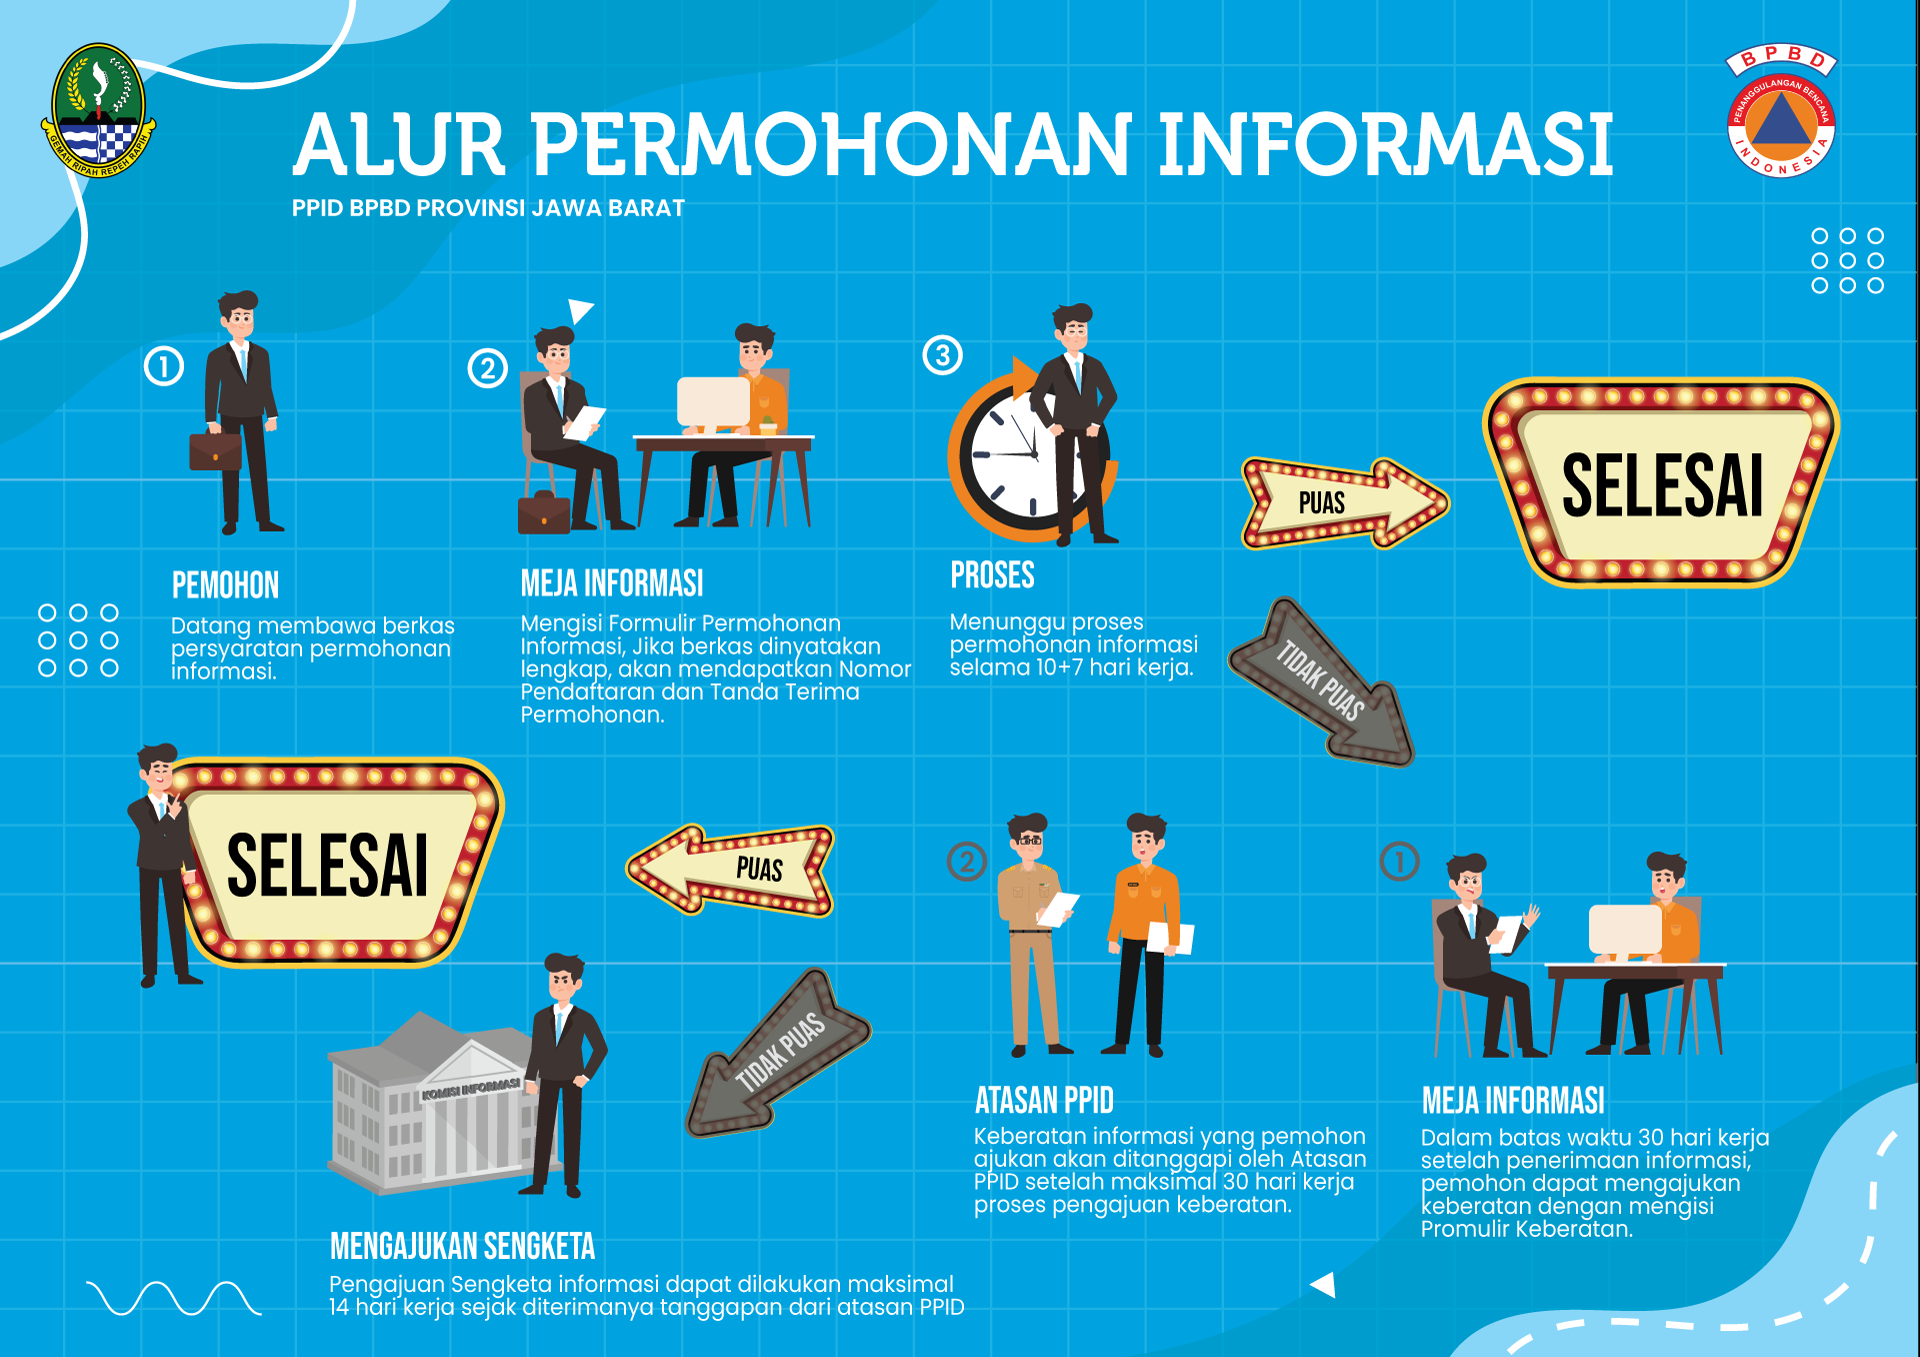 GEMAH RIPAH REPEH RAPIH
BPBD
PENANGGULANGAN BENCANA
INDONESIA
ALUR PERMOHONAN INFORMASI
PPID BPBD PROVINSI JAWA BARAT
1
PEMOHON
Datang membawa berkas
persyaratan permohonan
informasi.
2
MEJA INFORMASI
Mengisi Formulir Permohonan
Informasi, Jika berkas dinyatakan
lengkap, akan mendapatkan Nomor
Pendaftaran dan Tanda Terima
Permohonan.
3
PROSES
Menunggu proses
permohonan informasi
selama 10+7 hari kerja.
PUAS
SELESAI
TIDAK PUAS
1
MEJA INFORMASI
Dalam batas waktu 30 hari kerja
setelah penerimaan informasi,
pemohon dapat mengajukan
keberatan dengan mengisi
Promulir Keberatan.
2
ATASAN PPID
Keberatan informasi yang pemohon
ajukan akan ditanggapi oleh Atasan
PPID setelah maksimal 30 hari kerja
proses pengajuan keberatan.
PUAS
SELESAI
TIDAK PUAS
KOMISI INFORMASI
MENGAJUKAN SENGKETA
Pengajuan Sengketa informasi dapat dilakukan maksimal
14 hari kerja sejak diterimanya tanggapan dari atasan PPID